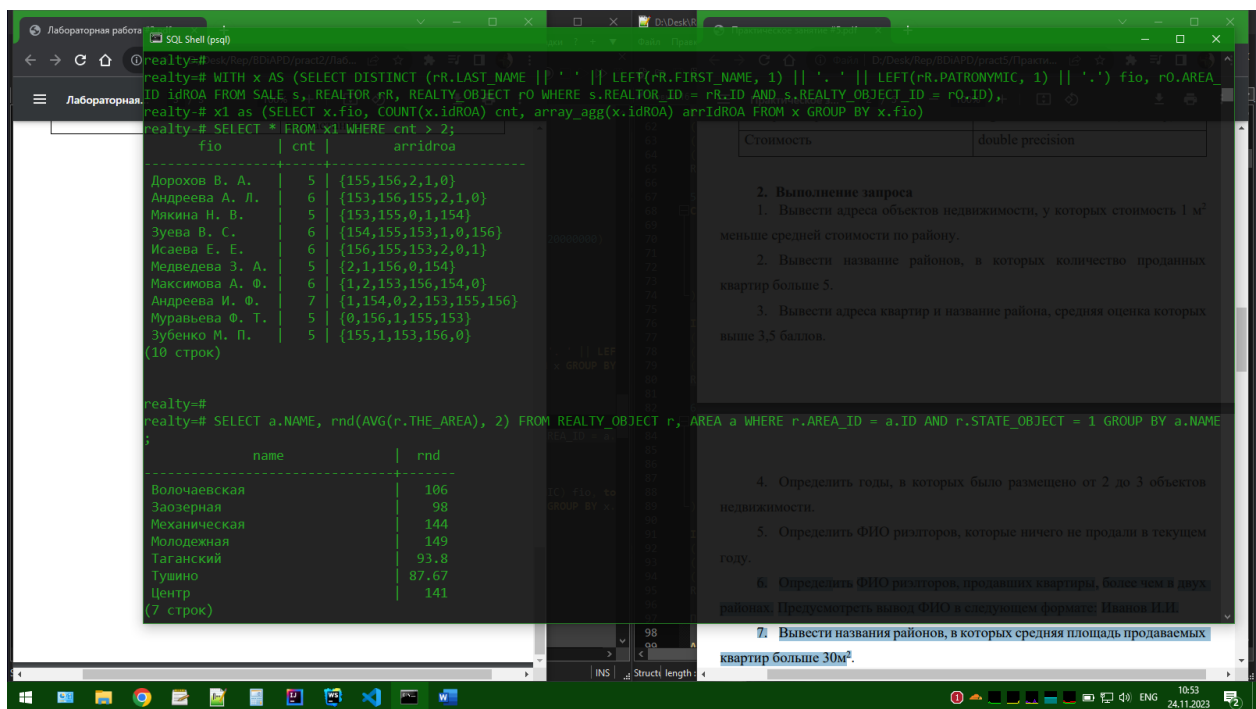 Лабораторная работа
SQL Shell (psql)
realty=#
realty=# WITH x AS (SELECT DISTINCT (rR.LAST_NAME || ' ' || LEFT(rR.FIRST_NAME, 1) || '. ' || LEFT(rR.PATRONYMIC, 1) || '.') fio, rO.AREA_
ID idROA FROM SALE s, REALTOR rR, REALTY_OBJECT rO WHERE s.REALTOR_ID = rR.ID AND s.REALTY_OBJECT_ID = rO.ID),
realty-# x1 as (SELECT x.fio, COUNT(x.idROA) cnt, array_agg(x.idROA) arrIdROA FROM x GROUP BY x.fio)
realty-# SELECT * FROM x1 WHERE cnt > 2;
fio | cnt | arridroa
Дорохов В. А. | 5 | {155,156,2,1,0}
Андреева А. Л. | 6 | {153,156,155,2,1,0}
Мякина Н. В. | 5 | {153,155,0,1,154}
Зуева В. С. | 6 | {154,155,153,1,0,156}
Исаева Е. Е. | 6 | {156,155,153,2,0,1}
Медведева З. А. | 5 | {2,1,156,0,154}
Максимова А. Ф. | 6 | {1,2,153,156,154,0}
Андреева И. Ф. | 7 | {1,154,0,2,153,155,156}
Муравьева Ф. Т. | 5 | {0,156,1,155,153}
Зубенко М. П. | 5 | {155,1,153,156,0}
(10 строк)
realty=#
realty=# SELECT a.NAME, rnd(AVG(r.THE_AREA), 2) FROM REALTY_OBJECT r, AREA a WHERE r.AREA_ID = a.ID AND r.STATE_OBJECT = 1 GROUP BY a.NAME
;
name | rnd
Волочаевская | 106
Заозерная | 98
Механическая | 144
Молодежная | 149
Таганский | 93.8
Тушино | 87.67
Центр | 141
(7 строк)
Лабораторная.
Стоимость double precision
2. Выполнение запроса
1. Вывести адреса объектов недвижимости, у которых стоимость 1 м²
меньше средней стоимости по району.
2. Вывести название районов, в которых количество проданных
квартир больше 5.
3. Вывести адреса квартир и название района, средняя оценка которых
выше 3,5 баллов.
4. Определить годы, в которых было размещено от 2 до 3 объектов
недвижимости.
5. Определить ФИО риэлторов, которые ничего не продали в текущем
году.
6. Определить ФИО риэлторов, продавших квартиры, более чем в двух
районах. Предусмотреть вывод ФИО в следующем формате: Иванов И.И.
7. Вывести названия районов, в которых средняя площадь продаваемых
квартир больше 30м².
98
INS
length :
ENG
10:53
24.11.2023